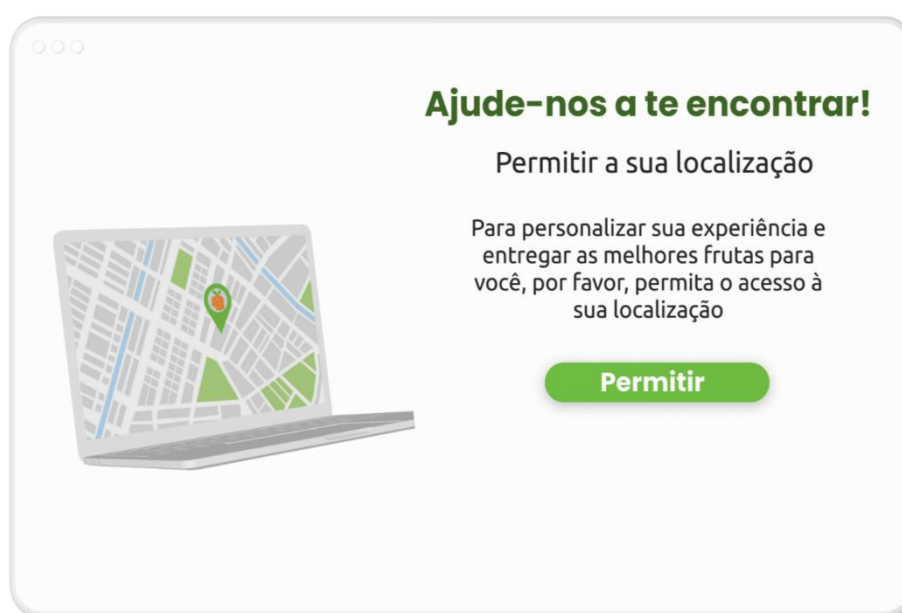 Ajude-nos a te encontrar!
Permitir a sua localização
Para personalizar sua experiência e
entregar as melhores frutas para
você, por favor, permita o acesso à
sua localização
Permitir